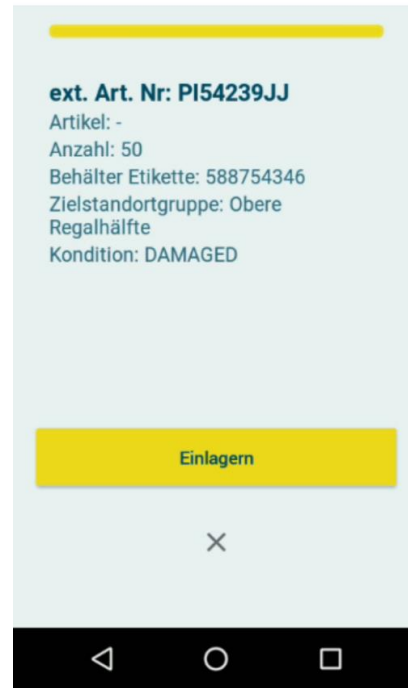 ext. Art. Nr: PI54239JJ
Artikel: -
Anzahl: 50
Behälter Etikette: 588754346
Zielstandortgruppe: Obere
Regalhälfte
Kondition: DAMAGED
Einlagern